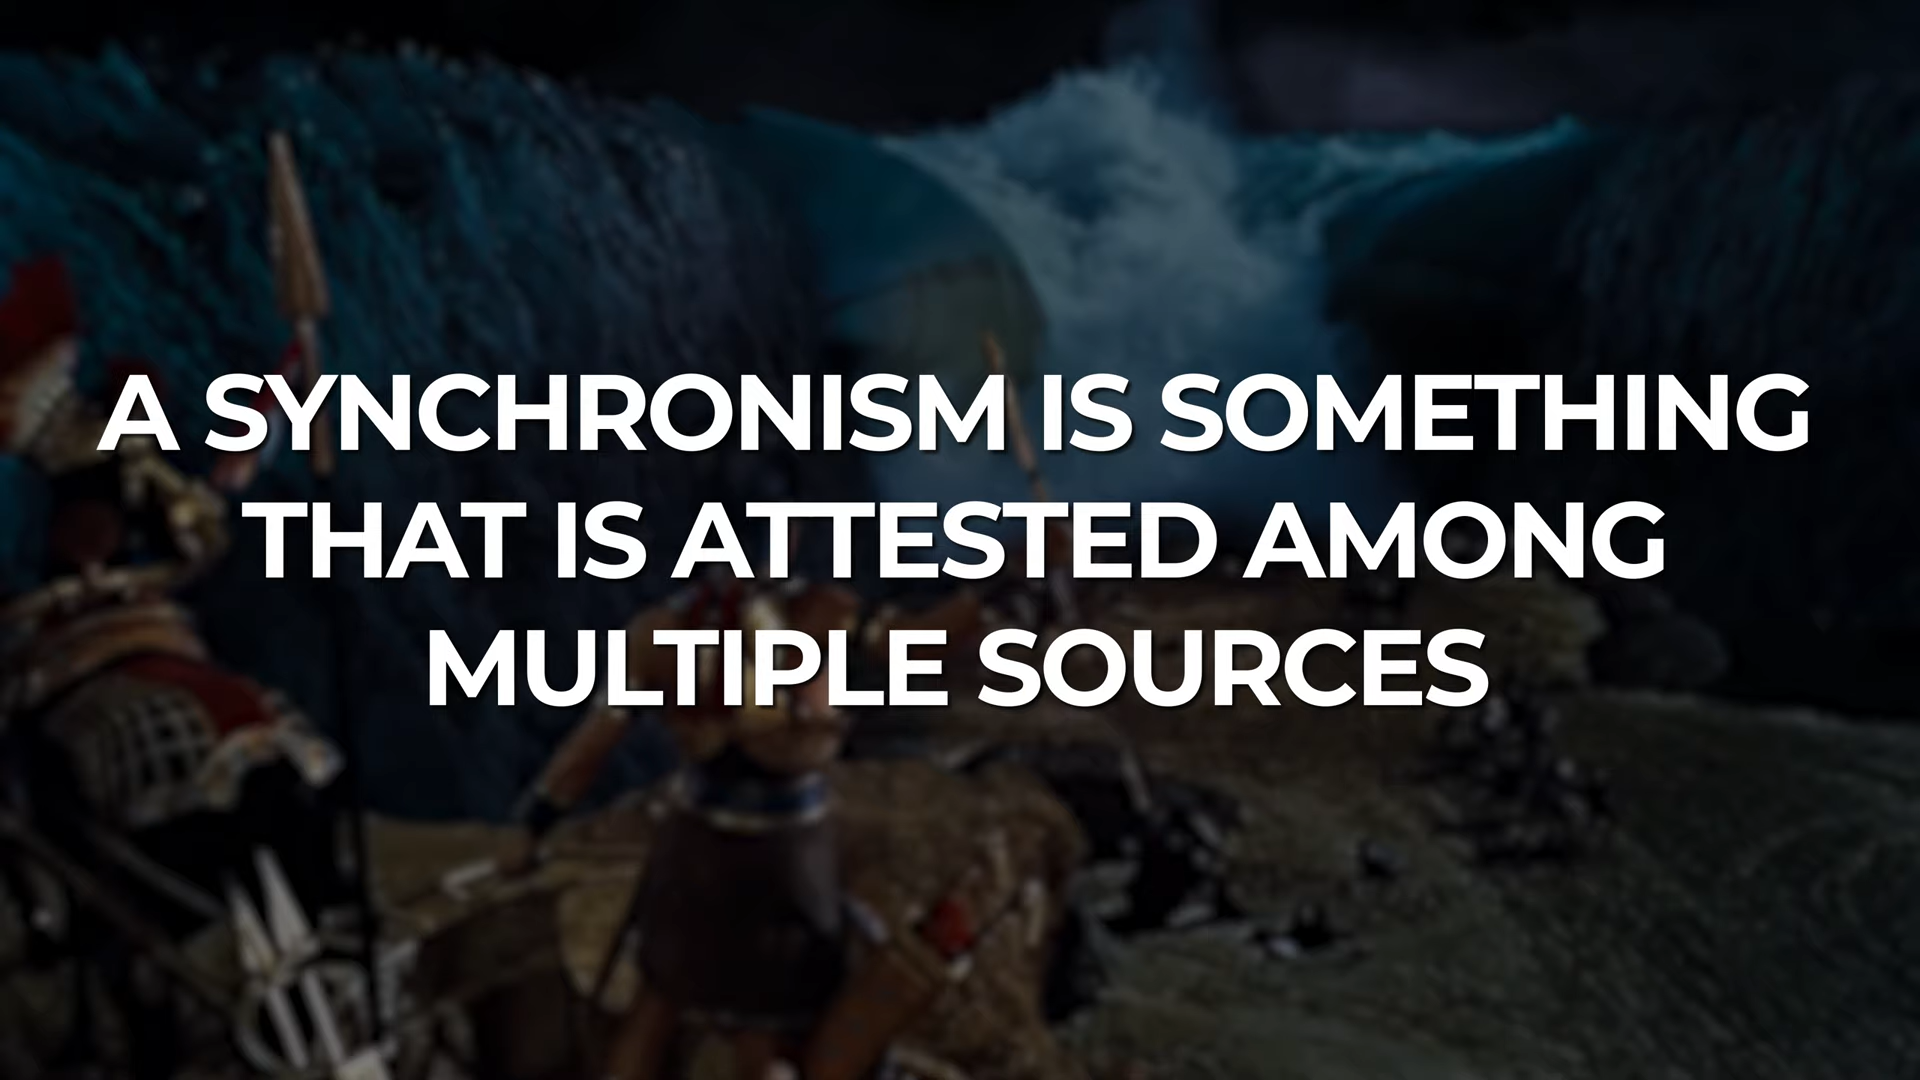 A SYNCHRONISM IS SOMETHING
THAT IS ATTESTED AMONG
MULTIPLE SOURCES